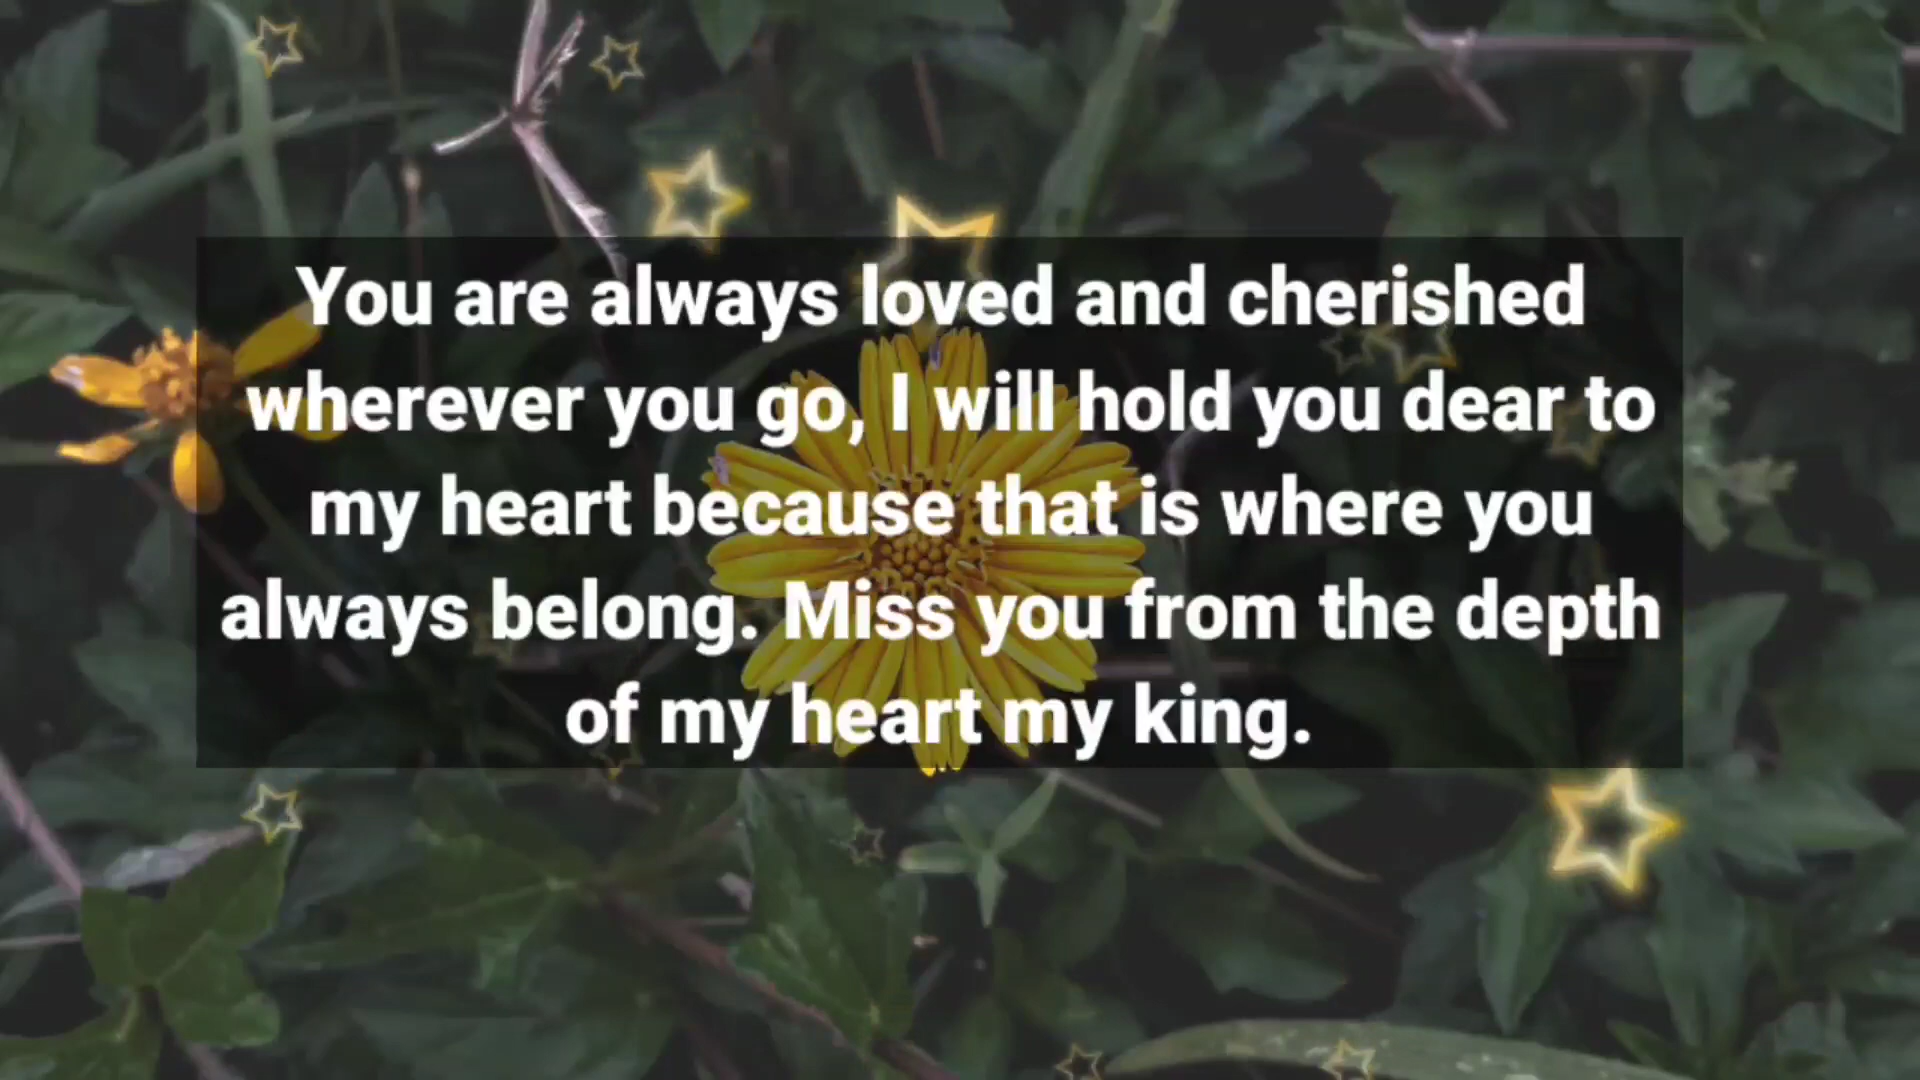 You are always loved and cherished
wherever you go, I will hold you dear to
my heart because that is where you
always belong. Miss you from the depth
of my heart my king.